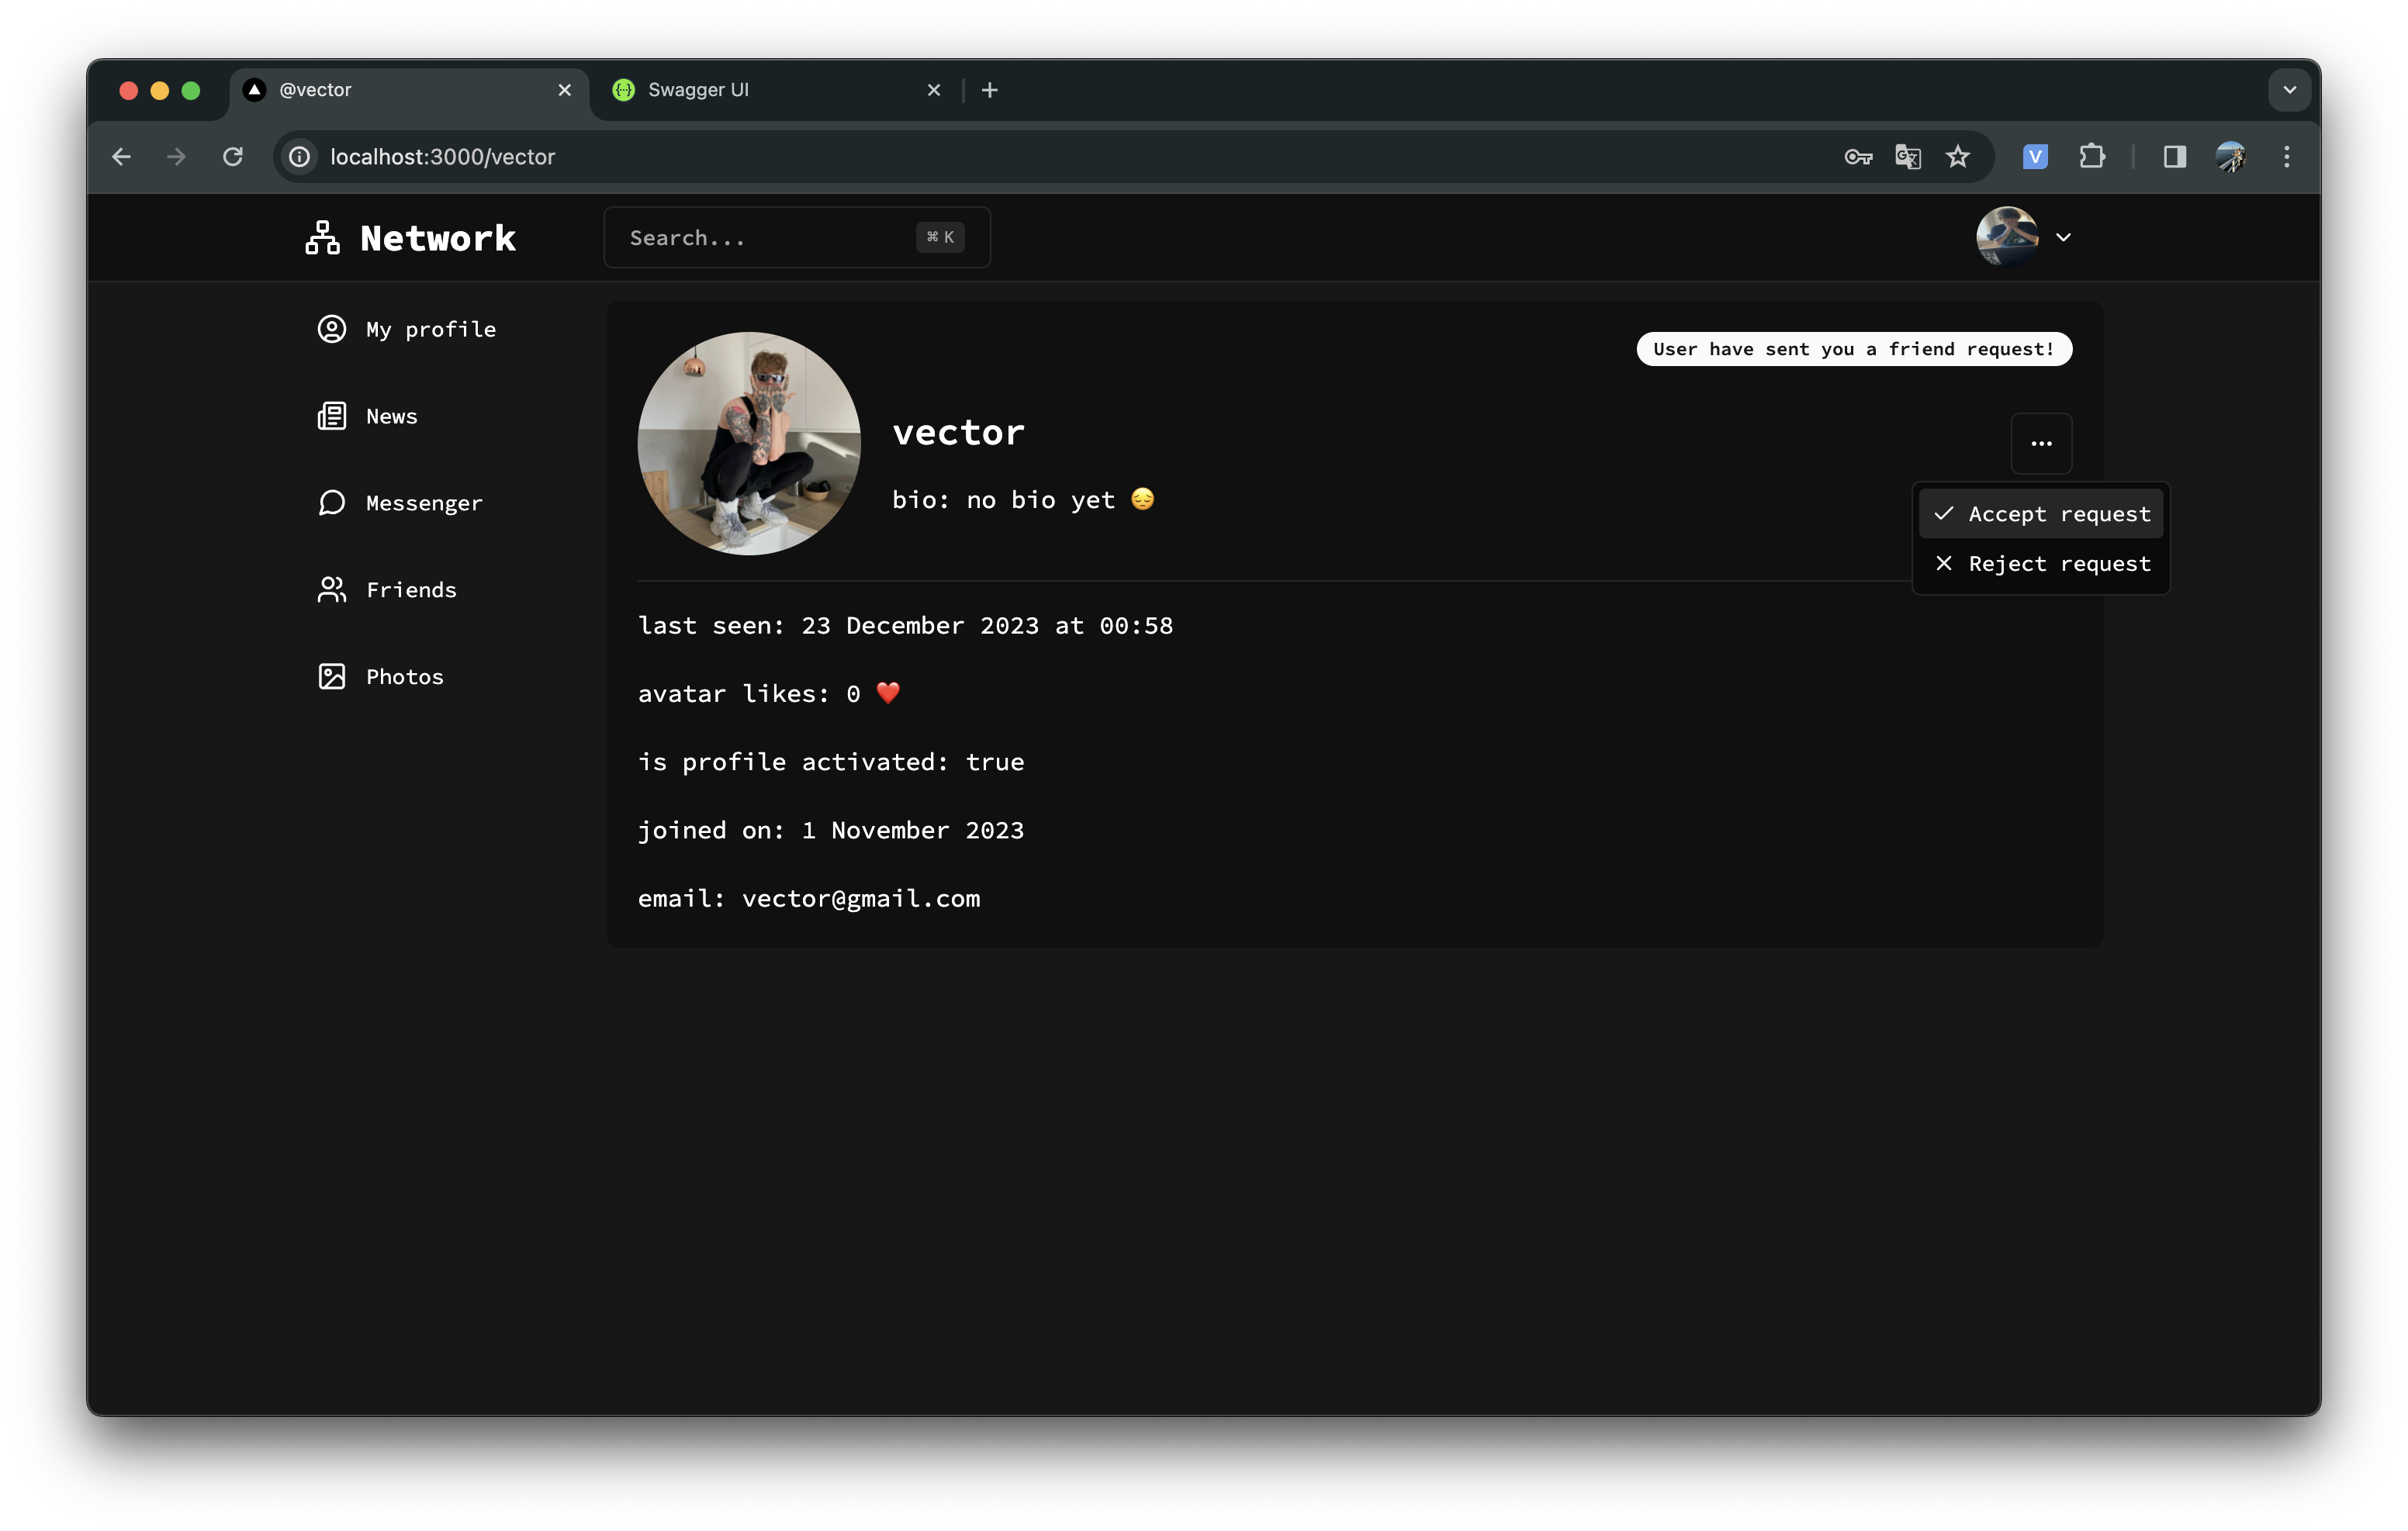 @vector
Swagger UI
localhost:3000/vector
Network
Search...
⌘ K
My profile
News
Messenger
Friends
Photos
User have sent you a friend request!
vector
bio: no bio yet 😔
Accept request
Reject request
last seen: 23 December 2023 at 00:58
avatar likes: 0 ❤️
is profile activated: true
joined on: 1 November 2023
email: vector@gmail.com